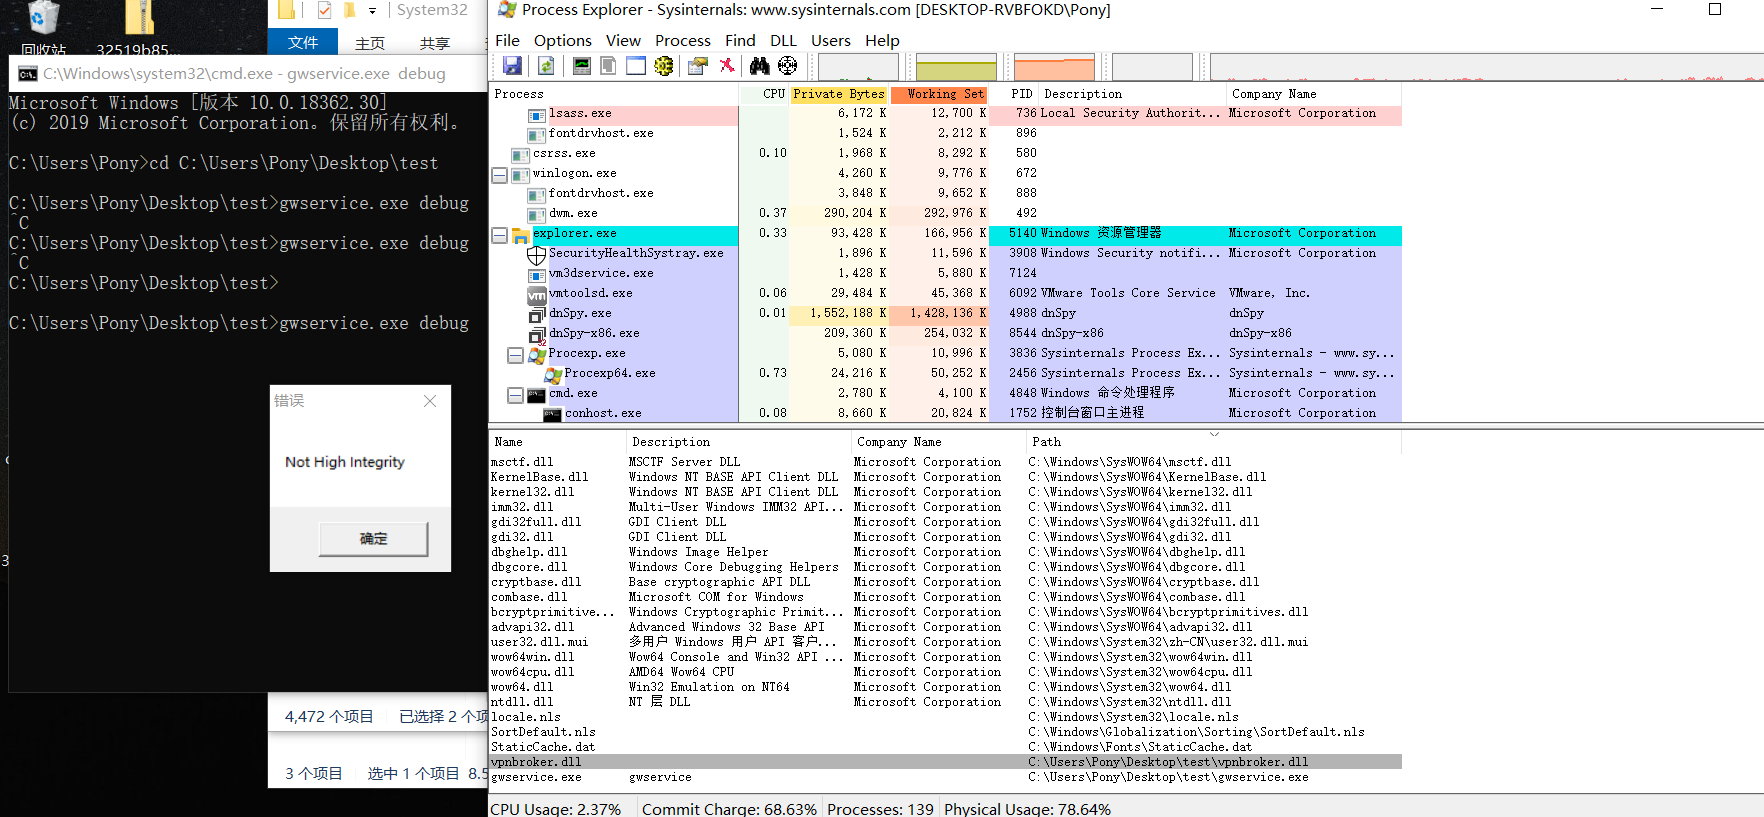 回收站
32519b85...
System32
文件 主页 共享
C:\Windows\system32\cmd.exe - gwservice.exe  debug
Microsoft Windows [版本 10.0.18362.30]
(c) 2019 Microsoft Corporation。保留所有权利。
C:\Users\Pony>cd C:\Users\Pony\Desktop\test
C:\Users\Pony\Desktop\test>gwservice.exe debug
^C
C:\Users\Pony\Desktop\test>gwservice.exe debug
^C
C:\Users\Pony\Desktop\test>
C:\Users\Pony\Desktop\test>gwservice.exe debug
错误
Not High Integrity
确定
4,472 个项目 已选择 2 个项
3 个项目 选中 1 个项目 8.5
Process Explorer - Sysinternals: www.sysinternals.com [DESKTOP-RVBFOKD\Pony]
File Options View Process Find DLL Users Help
Process CPU Private Bytes Working Set PID Description Company Name
lsass.exe 6,172 K 12,700 K 736 Local Security Authorit... Microsoft Corporation
fontdrvhost.exe 1,524 K 2,212 K 896
csrss.exe 0.10 1,968 K 8,292 K 580
winlogon.exe 4,260 K 9,776 K 672
fontdrvhost.exe 3,848 K 9,652 K 888
dwm.exe 0.37 290,204 K 292,976 K 492
explorer.exe 0.33 93,428 K 166,956 K 5140 Windows 资源管理器 Microsoft Corporation
SecurityHealthSystray.exe 1,896 K 11,596 K 3908 Windows Security notifi... Microsoft Corporation
vm3dservice.exe 1,428 K 5,880 K 7124
vmtoolsd.exe 0.06 29,484 K 45,368 K 6092 VMware Tools Core Service VMware, Inc.
dnSpy.exe 0.01 1,552,188 K 1,428,136 K 4988 dnSpy dnSpy
dnSpy-x86.exe 209,360 K 254,032 K 8544 dnSpy-x86 dnSpy-x86
Procexp.exe 5,080 K 10,996 K 3836 Sysinternals Process Ex... Sysinternals - www.sy...
Procexp64.exe 0.73 24,216 K 50,252 K 2456 Sysinternals Process Ex... Sysinternals - www.sy...
cmd.exe 2,780 K 4,100 K 4848 Windows 命令处理程序 Microsoft Corporation
conhost.exe 0.08 8,660 K 20,824 K 1752 控制台窗口主进程 Microsoft Corporation
Name Description Company Name Path
msctf.dll MSCTF Server DLL Microsoft Corporation C:\Windows\SysWOW64\msctf.dll
KernelBase.dll Windows NT BASE API Client DLL Microsoft Corporation C:\Windows\SysWOW64\KernelBase.dll
kernel32.dll Windows NT BASE API Client DLL Microsoft Corporation C:\Windows\SysWOW64\kernel32.dll
imm32.dll Multi-User Windows IMM32 API... Microsoft Corporation C:\Windows\SysWOW64\imm32.dll
gdi32full.dll GDI Client DLL Microsoft Corporation C:\Windows\SysWOW64\gdi32full.dll
gdi32.dll GDI Client DLL Microsoft Corporation C:\Windows\SysWOW64\gdi32.dll
dbghelp.dll Windows Image Helper Microsoft Corporation C:\Windows\SysWOW64\dbghelp.dll
dbgcore.dll Windows Core Debugging Helpers Microsoft Corporation C:\Windows\SysWOW64\dbgcore.dll
cryptbase.dll Base cryptographic API DLL Microsoft Corporation C:\Windows\SysWOW64\cryptbase.dll
combase.dll Microsoft COM for Windows Microsoft Corporation C:\Windows\SysWOW64\combase.dll
bcryptprimitive... Windows Cryptographic Primit... Microsoft Corporation C:\Windows\SysWOW64\bcryptprimitives.dll
advapi32.dll Advanced Windows 32 Base API Microsoft Corporation C:\Windows\SysWOW64\advapi32.dll
user32.dll.mui 多用户 Windows 用户 API 客户... Microsoft Corporation C:\Windows\System32\zh-CN\user32.dll.mui
wow64win.dll Wow64 Console and Win32 API ... Microsoft Corporation C:\Windows\System32\wow64win.dll
wow64cpu.dll AMD64 Wow64 CPU Microsoft Corporation C:\Windows\System32\wow64cpu.dll
wow64.dll Win32 Emulation on NT64 Microsoft Corporation C:\Windows\System32\wow64.dll
ntdll.dll NT 层 DLL Microsoft Corporation C:\Windows\System32\ntdll.dll
locale.nls C:\Windows\System32\locale.nls
SortDefault.nls C:\Windows\Globalization\Sorting\SortDefault.nls
StaticCache.dat C:\Windows\Fonts\StaticCache.dat
vpnbroker.dll C:\Users\Pony\Desktop\test\vpnbroker.dll
gwservice.exe gwservice C:\Users\Pony\Desktop\test\gwservice.exe
CPU Usage: 2.37% Commit Charge: 68.63% Processes: 139 Physical Usage: 78.64%